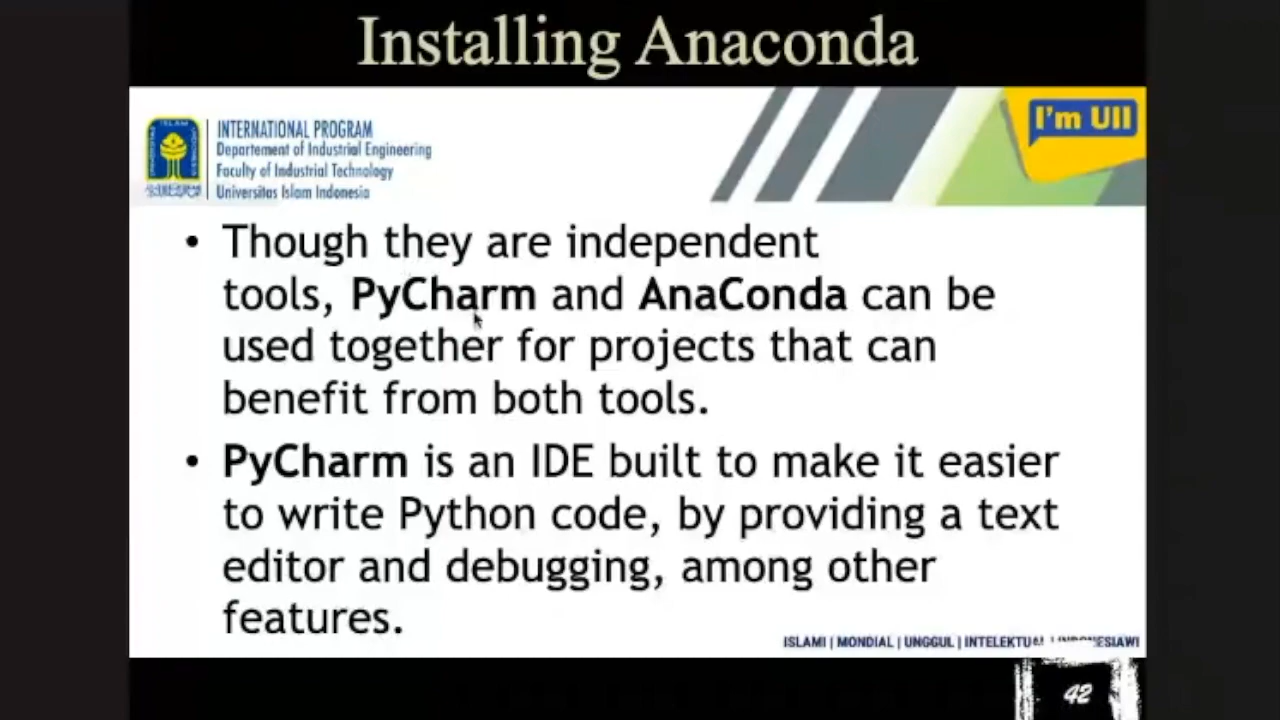 Installing Anaconda
INTERNATIONAL PROGRAM
Departement of Industrial Engineering
Faculty of Industrial Technology
Universitas Islam Indonesia
I'm UII
• Though they are independent
tools, PyCharm and AnaConda can be
used together for projects that can
benefit from both tools.
• PyCharm is an IDE built to make it easier
to write Python code, by providing a text
editor and debugging, among other
features.
ISLAMI | MONDIAL | UNGGUL | INTELEKTUAL | INDONESIAWI
42